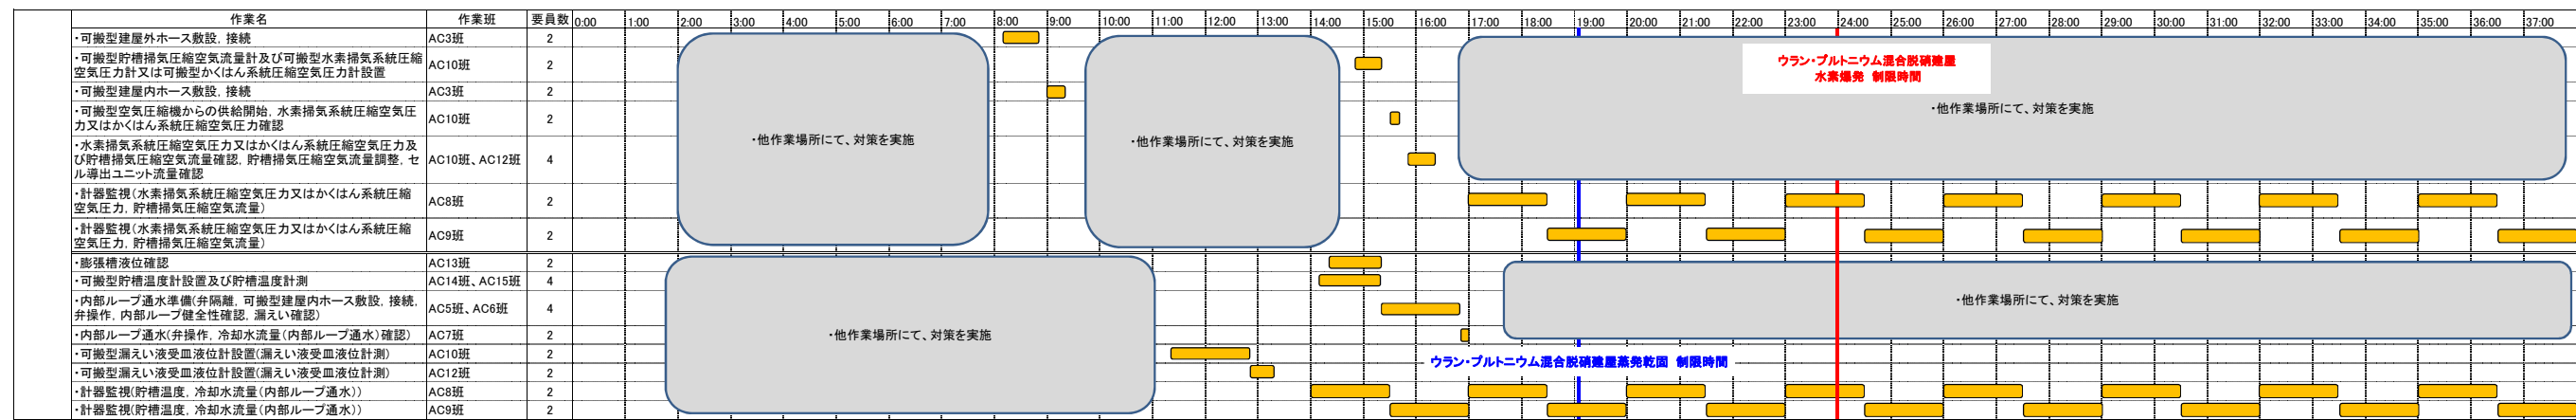 作業名 作業班 要員数 0:00 1:00 2:00 3:00 4:00 5:00 6:00 7:00 8:00 9:00 10:00 11:00 12:00 13:00 14:00 15:00 16:00 17:00 18:00 19:00 20:00 21:00 22:00 23:00 24:00 25:00 26:00 27:00 28:00 29:00 30:00 31:00 32:00 33:00 34:00 35:00 36:00 37:00
・可搬型建屋外ホース敷設，接続 AC3班 2
・可搬型貯槽掃気圧縮空気流量計及び可搬型水素掃気系統圧縮
空気圧力計又は可搬型かくはん系統圧縮空気圧力計設置 AC10班 2
・可搬型建屋内ホース敷設，接続 AC3班 2
・可搬型空気圧縮機からの供給開始，水素掃気系統圧縮空気圧
力又はかくはん系統圧縮空気圧力確認 AC10班 2
・水素掃気系統圧縮空気圧力又はかくはん系統圧縮空気圧力及
び貯槽掃気圧縮空気流量確認，貯槽掃気圧縮空気流量調整，セ
ル導出ユニット流量確認 AC10班、AC12班 4
・計器監視（水素掃気系統圧縮空気圧力又はかくはん系統圧縮
空気圧力，貯槽掃気圧縮空気流量） AC8班 2
・計器監視（水素掃気系統圧縮空気圧力又はかくはん系統圧縮
空気圧力，貯槽掃気圧縮空気流量） AC9班 2
・他作業場所にて、対策を実施
・他作業場所にて、対策を実施
ウラン・プルトニウム混合脱硝建屋
水素爆発 制限時間
・他作業場所にて、対策を実施
・膨張槽液位確認 AC13班 2
・可搬型貯槽温度計設置及び貯槽温度計測 AC14班、AC15班 4
・内部ループ通水準備(弁隔離，可搬型建屋内ホース敷設，接続，
弁操作，内部ループ健全性確認，漏えい確認) AC5班、AC6班 4
・内部ループ通水(弁操作，冷却水流量(内部ループ通水)確認) AC7班 2
・可搬型漏えい液受皿液位計設置(漏えい液受皿液位計測) AC10班 2
・可搬型漏えい液受皿液位計設置(漏えい液受皿液位計測) AC12班 2
・計器監視(貯槽温度，冷却水流量(内部ループ通水)) AC8班 2
・計器監視(貯槽温度，冷却水流量(内部ループ通水)) AC9班 2
・他作業場所にて、対策を実施
・他作業場所にて、対策を実施
ウラン・プルトニウム混合脱硝建屋蒸発乾固 制限時間